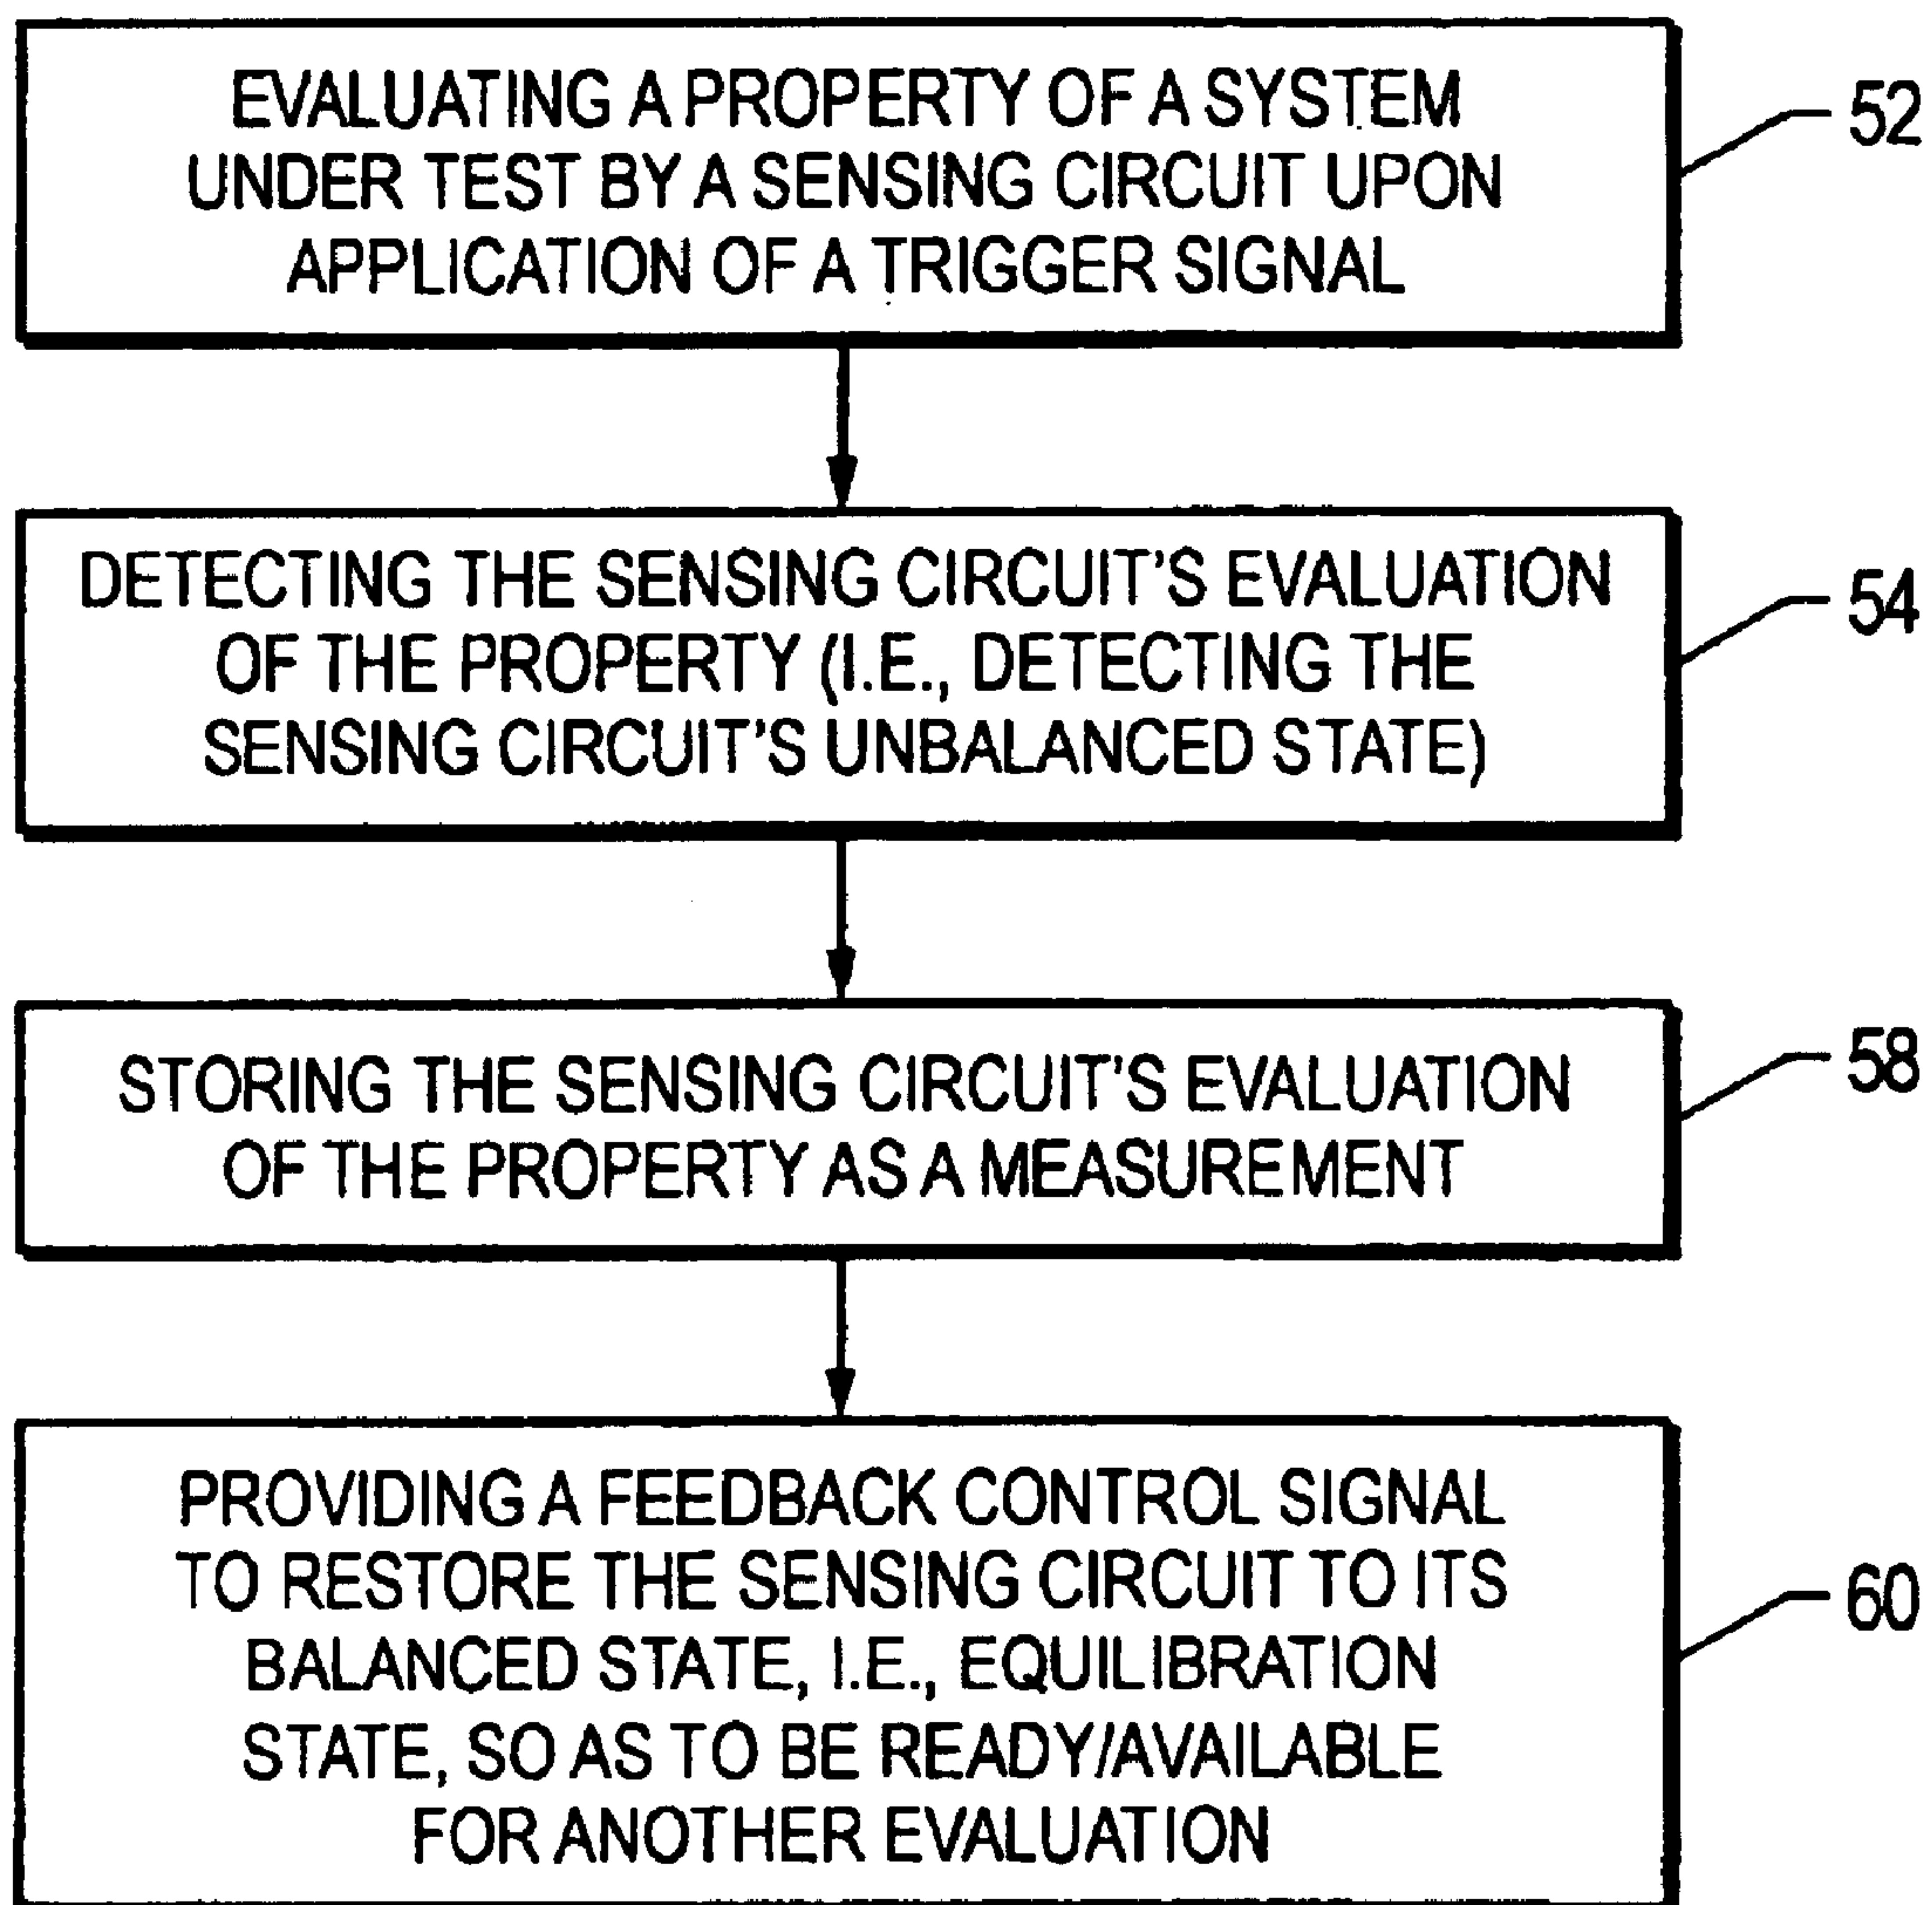 EVALUATING A PROPERTY OF A SYSTEM
UNDER TEST BY A SENSING CIRCUIT UPON
APPLICATION OF A TRIGGER SIGNAL
52
DETECTING THE SENSING CIRCUIT'S EVALUATION
OF THE PROPERTY (I.E., DETECTING THE
SENSING CIRCUIT'S UNBALANCED STATE)
54
STORING THE SENSING CIRCUIT'S EVALUATION
OF THE PROPERTY AS A MEASUREMENT
58
PROVIDING A FEEDBACK CONTROL SIGNAL
TO RESTORE THE SENSING CIRCUIT TO ITS
BALANCED STATE, I.E., EQUILIBRATION
STATE, SO AS TO BE READY/AVAILABLE
FOR ANOTHER EVALUATION
60